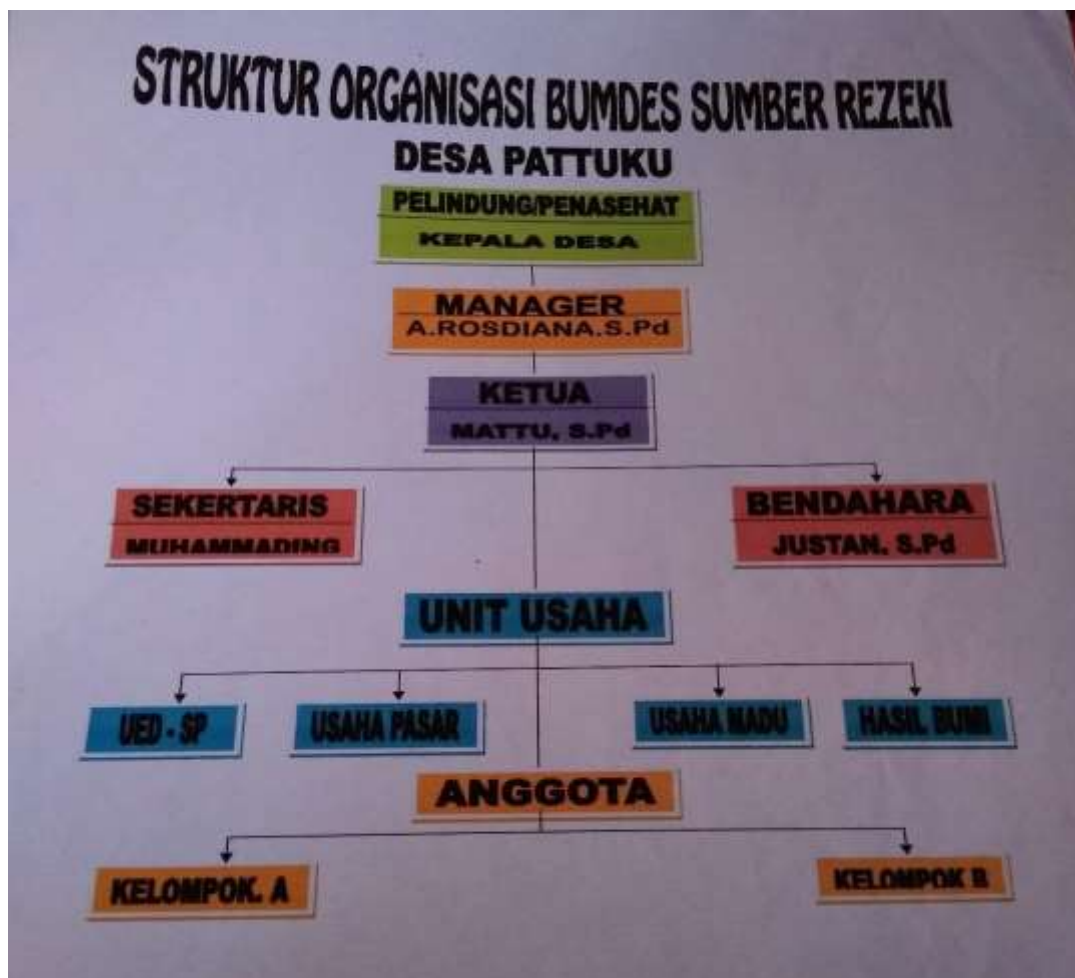 STRUKTUR ORGANISASI BUMDES SUMBER REZEKI
DESA PATTUKU
PELINDUNG/PENASEHAT
KEPALA DESA
MANAGER
A.ROSDIANA.S.Pd
KETUA
MATTU, S.Pd
SEKERTARIS
MUHAMMADING
BENDAHARA
JUSTAN. S.Pd
UNIT USAHA
UED - SP
USAHA PASAR
USAHA MADU
HASIL BUMI
ANGGOTA
KELOMPOK. A
KELOMPOK B